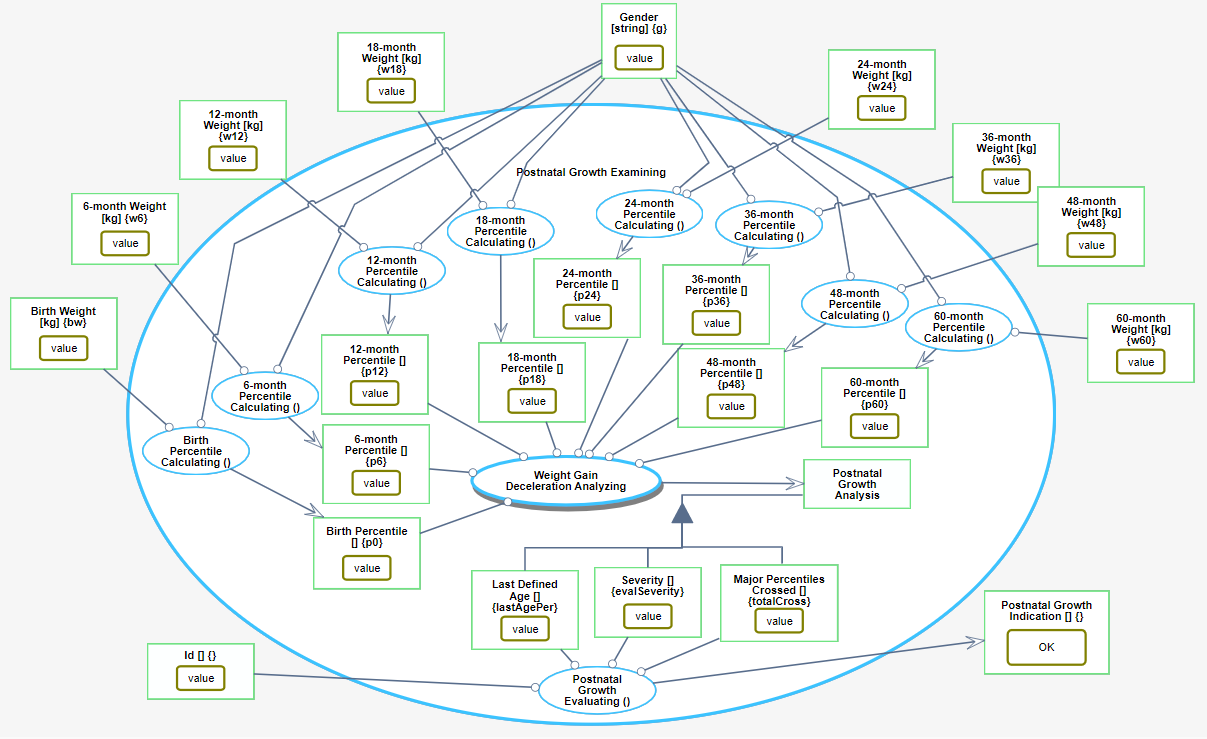 Gender
[string] {g}
value
18-month
Weight [kg]
{w18}
value
24-month
Weight [kg]
{w24}
value
12-month
Weight [kg]
{w12}
value
36-month
Weight [kg]
{w36}
value
Postnatal Growth Examining
6-month Weight
[kg] {w6}
value
48-month
Weight [kg]
{w48}
value
18-month
Percentile
Calculating ()
24-month
Percentile
Calculating ()
36-month
Percentile
Calculating ()
12-month
Percentile
Calculating ()
24-month
Percentile []
{p24}
value
36-month
Percentile []
{p36}
value
48-month
Percentile
Calculating ()
60-month
Percentile
Calculating ()
Birth Weight
[kg] {bw}
value
60-month
Weight [kg]
{w60}
value
12-month
Percentile []
{p12}
value
18-month
Percentile []
{p18}
value
48-month
Percentile []
{p48}
value
60-month
Percentile []
{p60}
value
6-month
Percentile
Calculating ()
Birth
Percentile
Calculating ()
6-month
Percentile []
{p6}
value
Weight Gain
Deceleration Analyzing
Postnatal
Growth
Analysis
Birth Percentile
[] {p0}
value
Last Defined
Age []
{lastAgePer}
value
Severity []
{evalSeverity}
value
Major Percentiles
Crossed []
{totalCross}
value
Postnatal Growth
Indication [] {}
OK
Id [] {}
value
Postnatal
Growth
Evaluating ()